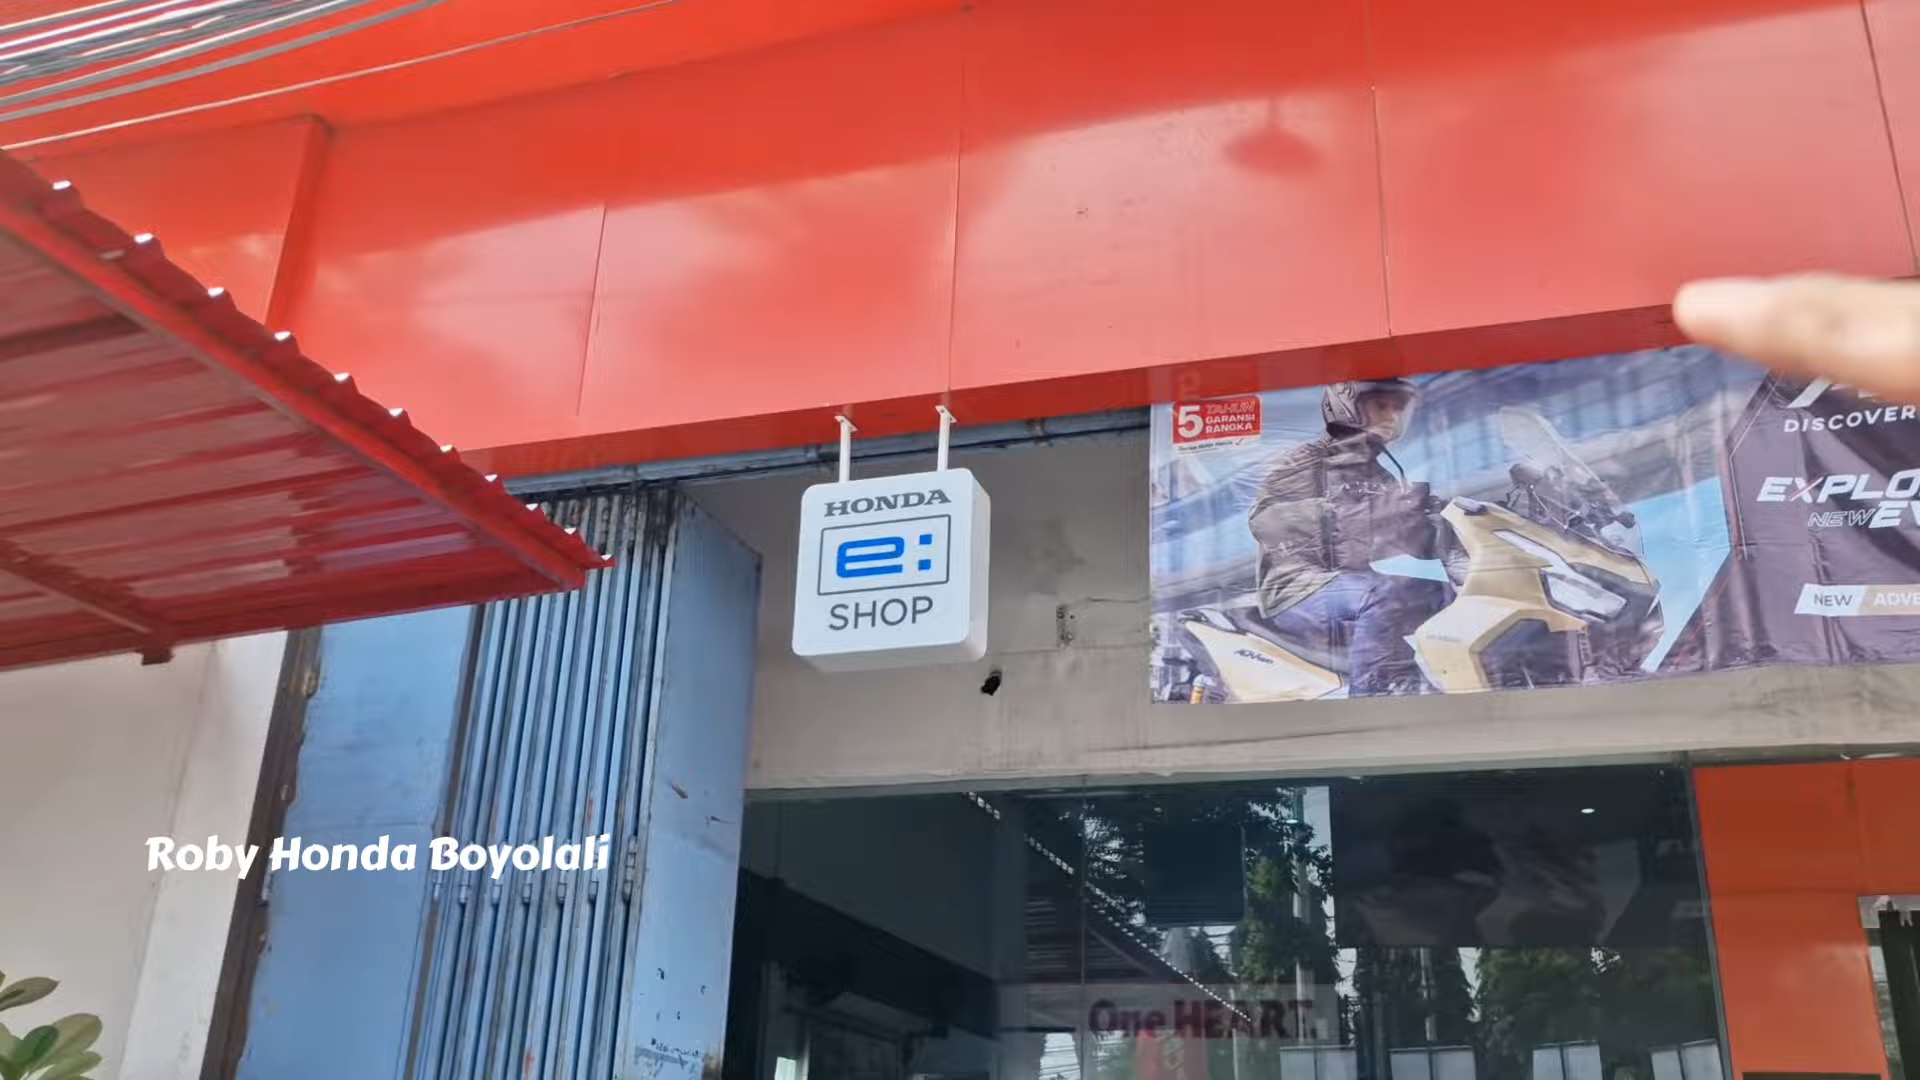 HONDA
e:
SHOP
5 TAHUN
GARANSI
RANGKA
DISCOVER
EXPLO
NEW EV
NEW ADVE
Roby Honda Boyolali
One HEART.